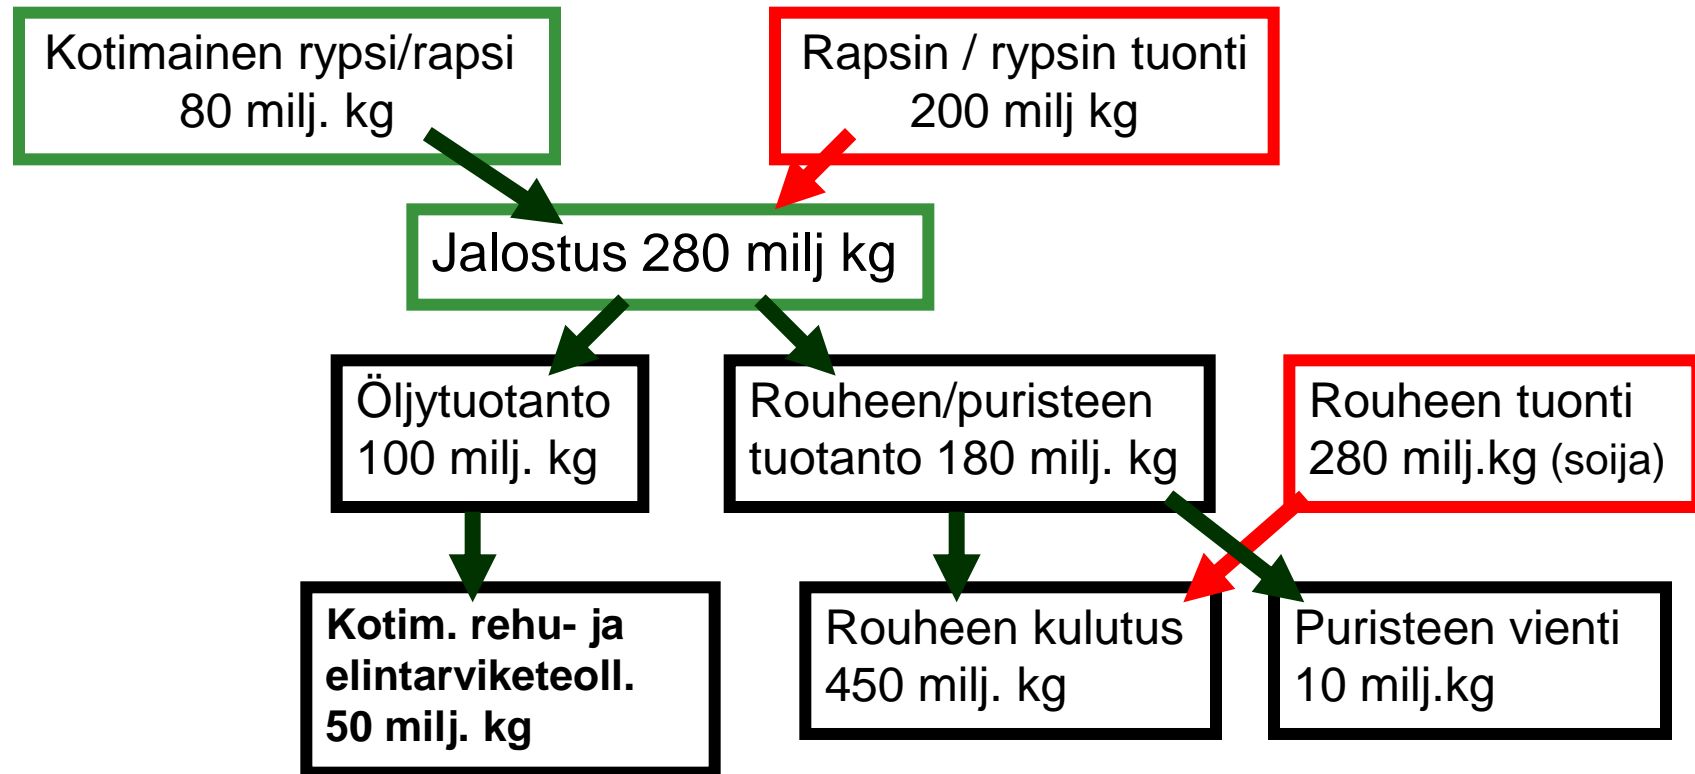 Kotimainen rypsi/rapsi
80 milj. kg
Rapsin / rypsin tuonti
200 milj kg
Jalostus 280 milj kg
Öljytuotanto
100 milj. kg
Rouheen/puristeen
tuotanto 180 milj. kg
Rouheen tuonti
280 milj.kg (soija)
Kotim. rehu- ja
elintarviketeoll.
50 milj. kg
Rouheen kulutus
450 milj. kg
Puristeen vienti
10 milj.kg